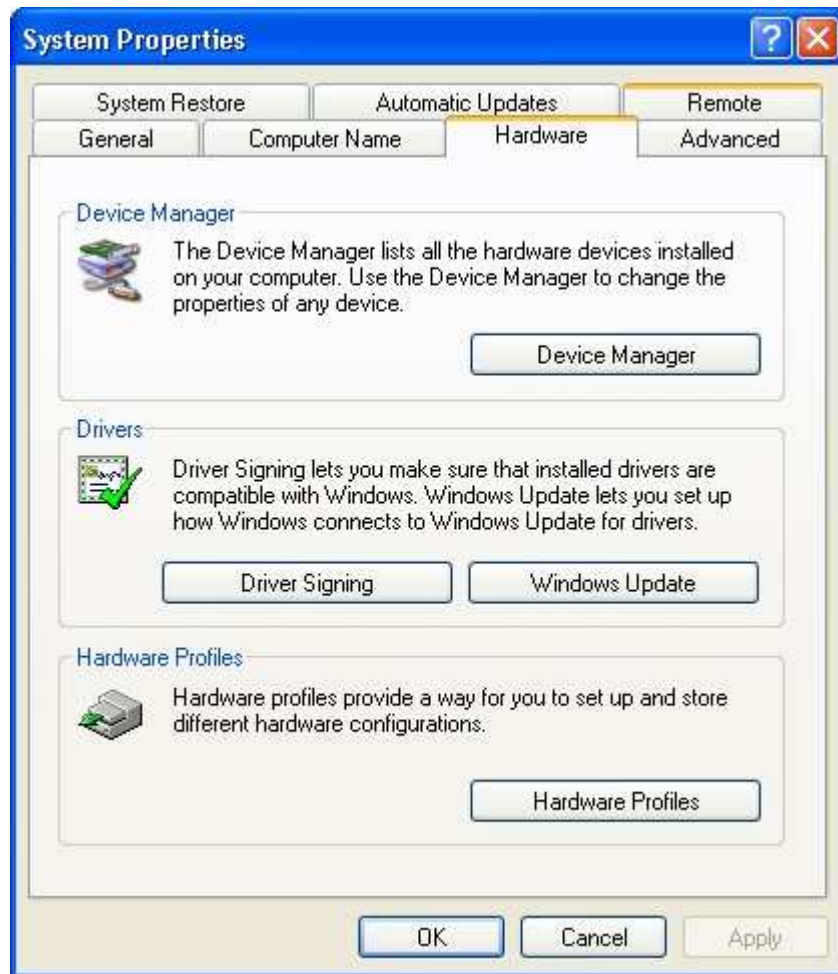 System Properties
System Restore Automatic Updates Remote
General Computer Name Hardware Advanced
Device Manager
The Device Manager lists all the hardware devices installed
on your computer. Use the Device Manager to change the
properties of any device.
Device Manager
Drivers
Driver Signing lets you make sure that installed drivers are
compatible with Windows. Windows Update lets you set up
how Windows connects to Windows Update for drivers.
Driver Signing Windows Update
Hardware Profiles
Hardware profiles provide a way for you to set up and store
different hardware configurations.
Hardware Profiles
OK Cancel Apply